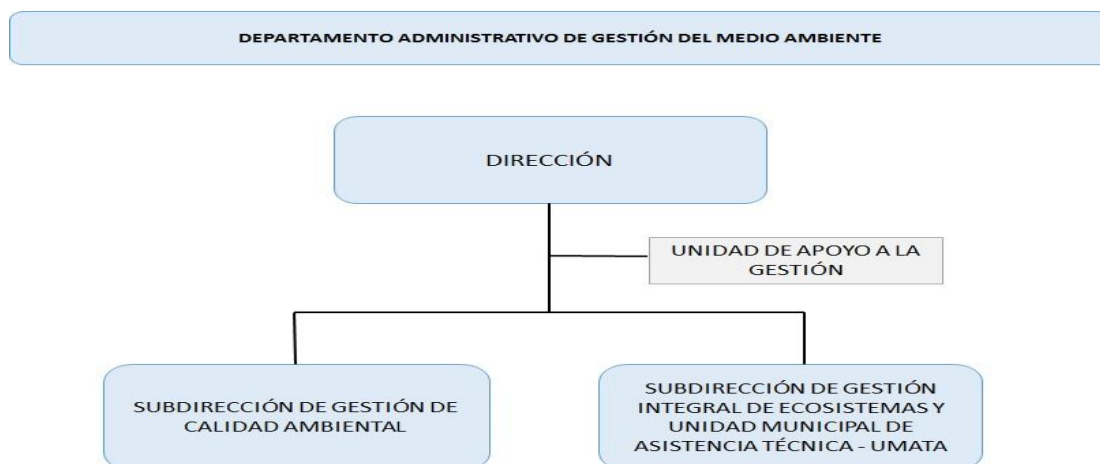 DEPARTAMENTO ADMINISTRATIVO DE GESTIÓN DEL MEDIO AMBIENTE
DIRECCIÓN
UNIDAD DE APOYO A LA
GESTIÓN
SUBDIRECCIÓN DE GESTIÓN DE
CALIDAD AMBIENTAL
SUBDIRECCIÓN DE GESTIÓN
INTEGRAL DE ECOSISTEMAS Y
UNIDAD MUNICIPAL DE
ASISTENCIA TÉCNICA - UMATA